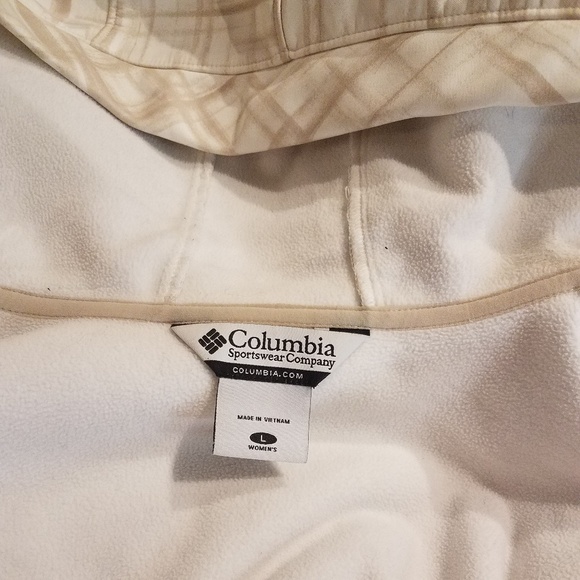 Columbia
Sportswear Company
COLUMBIA.COM
MADE IN VIETNAM
L
WOMEN'S